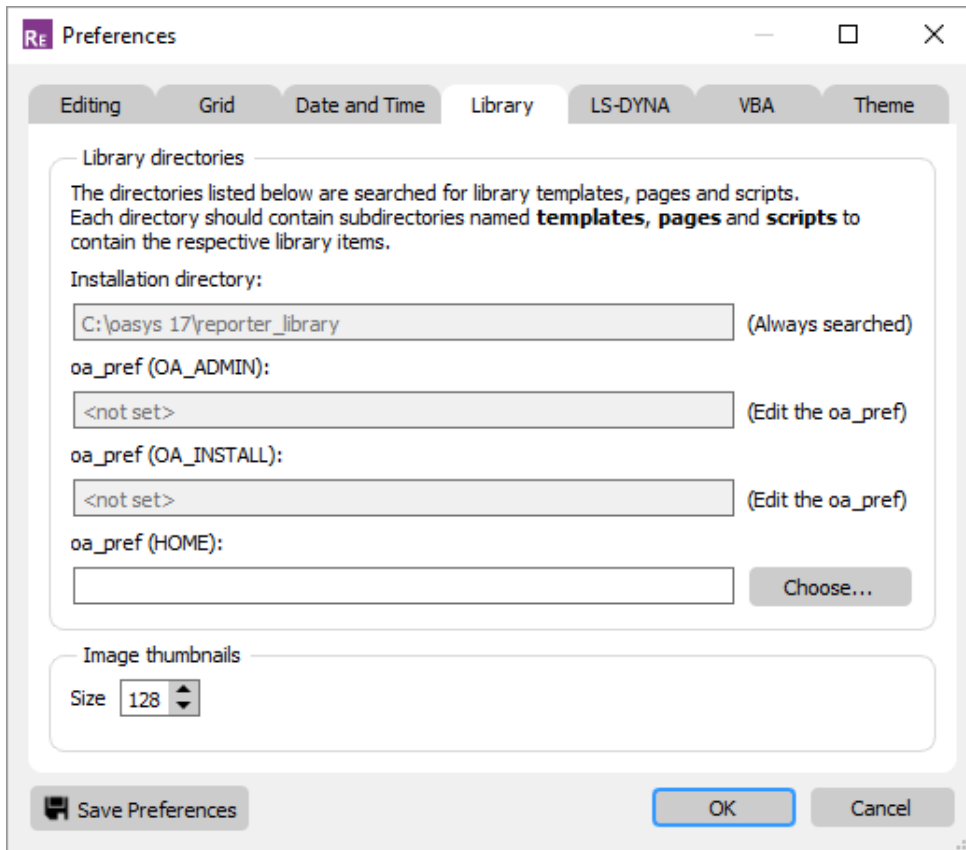 RE Preferences
Editing Grid Date and Time Library LS-DYNA VBA Theme
Library directories
The directories listed below are searched for library templates, pages and scripts.
Each directory should contain subdirectories named templates, pages and scripts to
contain the respective library items.
Installation directory:
C:\oasys 17\reporter_library (Always searched)
oa_pref (OA_ADMIN):
<not set> (Edit the oa_pref)
oa_pref (OA_INSTALL):
<not set> (Edit the oa_pref)
oa_pref (HOME):
Choose...
Image thumbnails
Size 128
Save Preferences OK Cancel